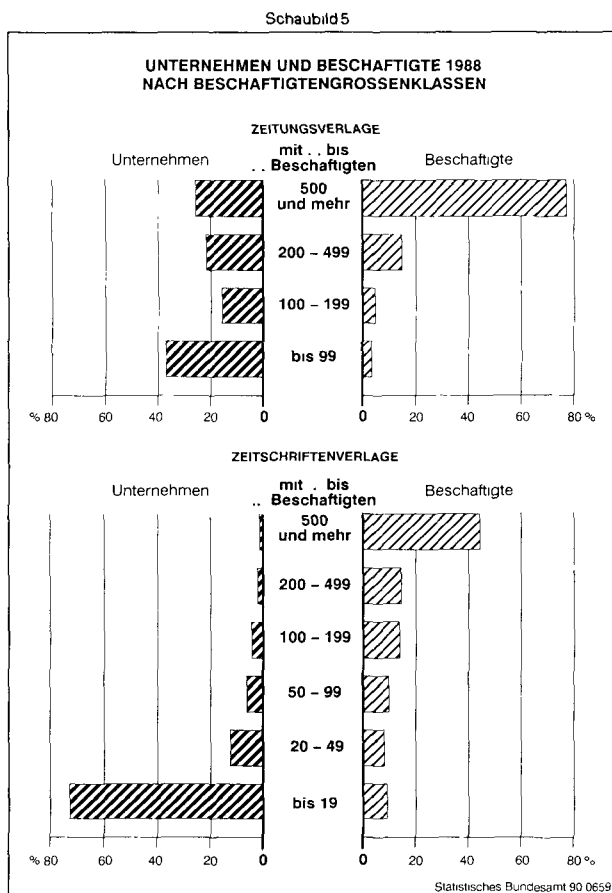 Schaubild 5
UNTERNEHMEN UND BESCHAFTIGTE 1988
NACH BESCHAFTIGTENGROSSENKLASSEN
ZEITUNGSVERLAGE
Unternehmen
mit . . bis
. . Beschaftigten
Beschaftigte
500
und mehr
200 – 499
100 – 199
bis 99
% 80 60 40 20 0 0 20 40 60 80 %
ZEITSCHRIFTENVERLAGE
Unternehmen
mit . bis
. . Beschaftigten
Beschaftigte
500
und mehr
200 – 499
100 – 199
50 – 99
20 – 49
bis 19
% 80 60 40 20 0 0 20 40 60 80 %
Statistisches Bundesamt 90 0659